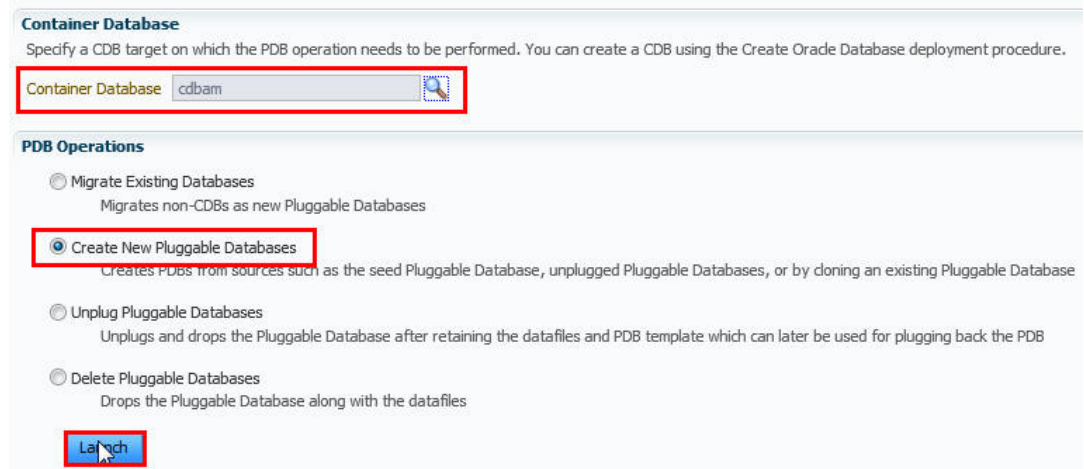 Container Database
Specify a CDB target on which the PDB operation needs to be performed. You can create a CDB using the Create Oracle Database deployment procedure.
Container Database cdbam
PDB Operations
Migrate Existing Databases
Migrates non-CDBs as new Pluggable Databases
Create New Pluggable Databases
Creates PDBs from sources such as the seed Pluggable Database, unplugged Pluggable Databases, or by cloning an existing Pluggable Database
Unplug Pluggable Databases
Unplugs and drops the Pluggable Database after retaining the datafiles and PDB template which can later be used for plugging back the PDB
Delete Pluggable Databases
Drops the Pluggable Database along with the datafiles
Launch